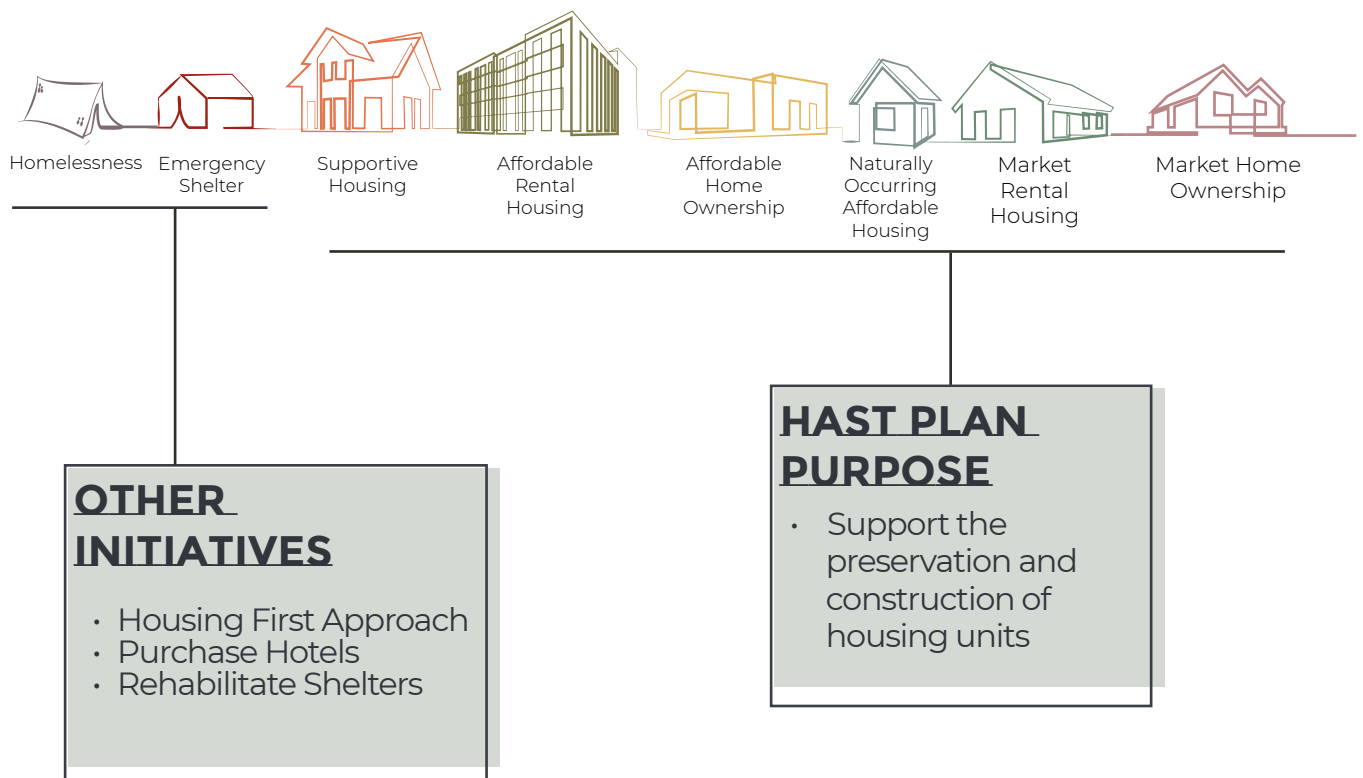 Homelessness
Emergency
Shelter
Supportive
Housing
Affordable
Rental
Housing
Affordable
Home
Ownership
Naturally
Occurring
Affordable
Housing
Market
Rental
Housing
Market Home
Ownership
OTHER
INITIATIVES
• Housing First Approach
• Purchase Hotels
• Rehabilitate Shelters
HAST PLAN
PURPOSE
• Support the
preservation and
construction of
housing units